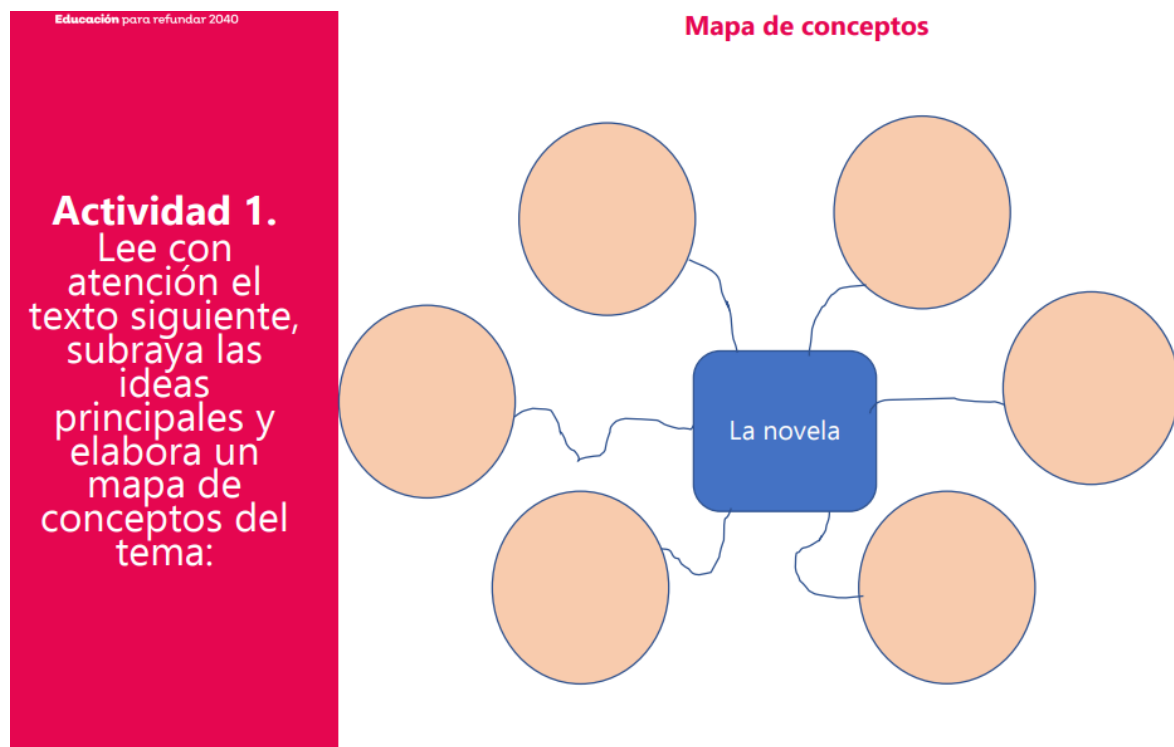 Educación para refundar 2040
Mapa de conceptos
Actividad 1.
Lee con
atención el
texto siguiente,
subraya las
ideas
principales y
elabora un
mapa de
conceptos del
tema:
La novela